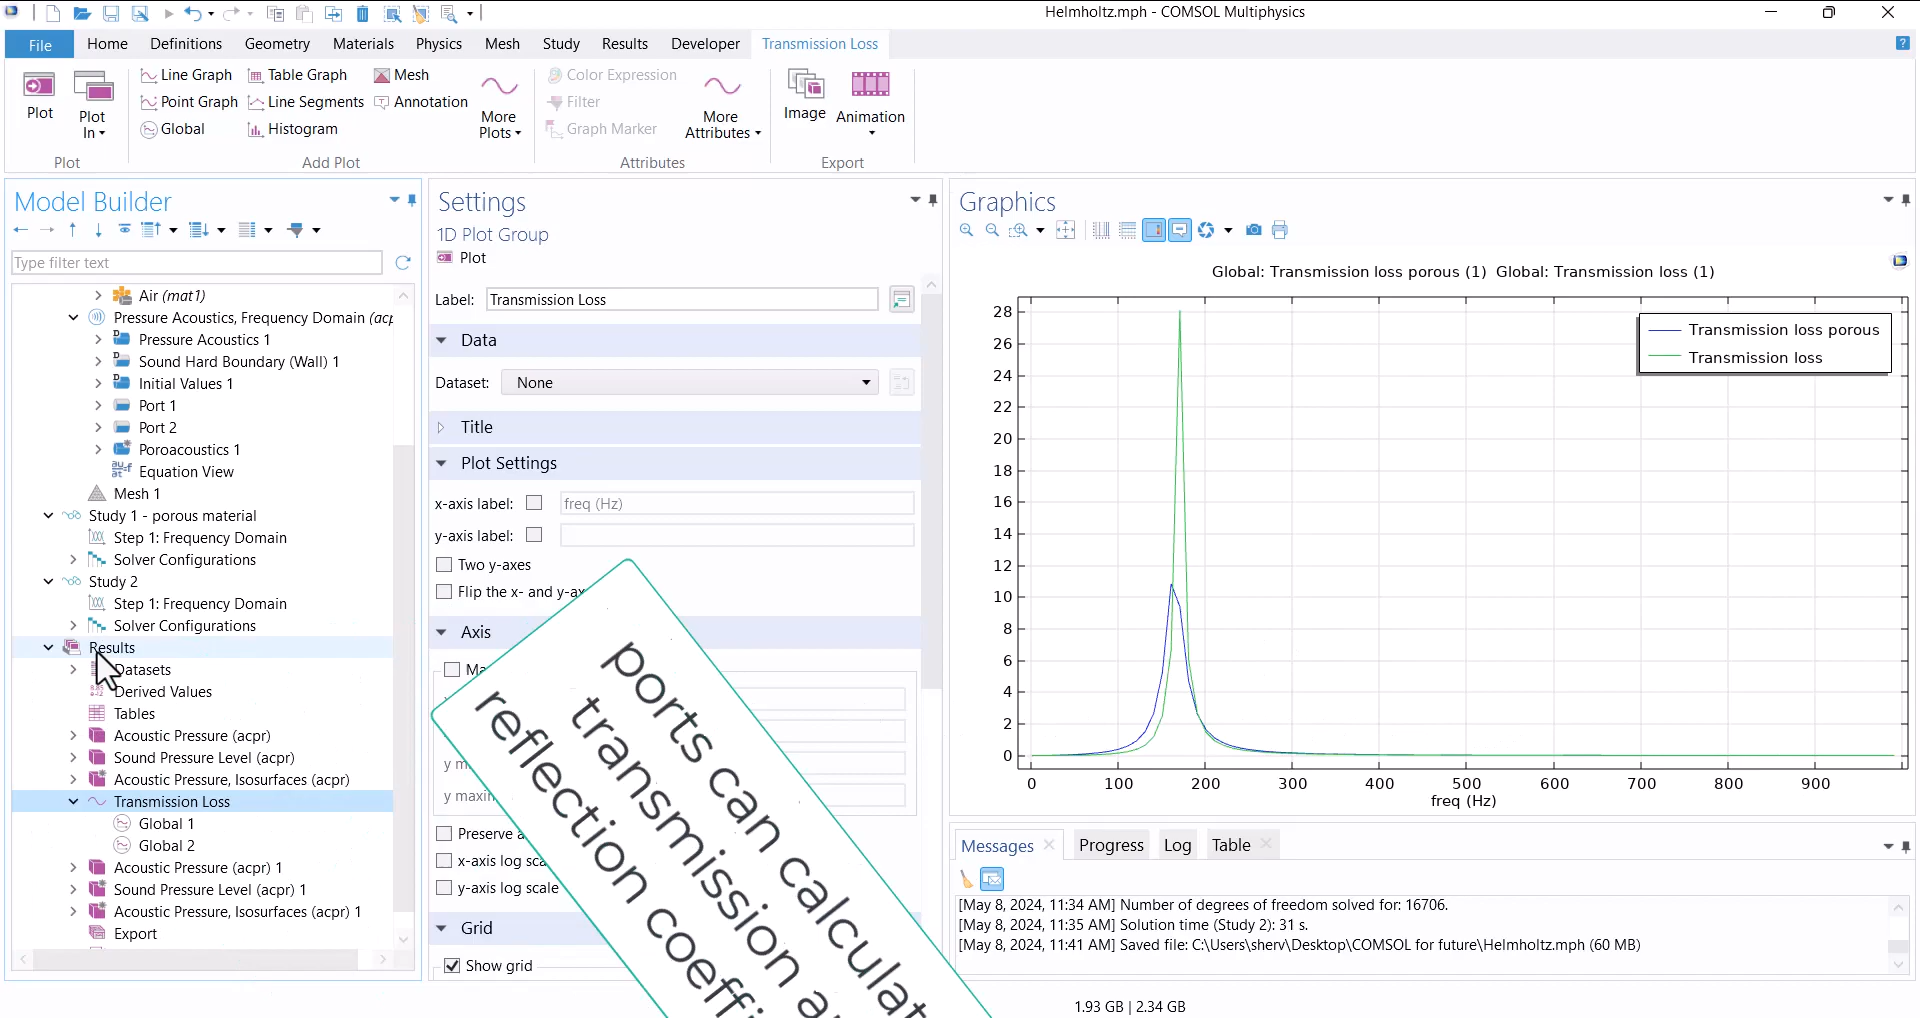 Helmholtz.mph - COMSOL Multiphysics
File
Home
Definitions
Geometry
Materials
Physics
Mesh
Study
Results
Developer
Transmission Loss
Plot
Plot In
Line Graph
Point Graph
Global
Table Graph
Line Segments
Histogram
Mesh
Annotation
More Plots
Color Expression
Filter
Graph Marker
More Attributes
Image
Animation
Plot
Add Plot
Attributes
Export
Model Builder
Type filter text
Air (mat1)
Pressure Acoustics, Frequency Domain (acp
Pressure Acoustics 1
Sound Hard Boundary (Wall) 1
Initial Values 1
Port 1
Port 2
Poroacoustics 1
Equation View
Mesh 1
Study 1 - porous material
Step 1: Frequency Domain
Solver Configurations
Study 2
Step 1: Frequency Domain
Solver Configurations
Results
Datasets
Derived Values
Tables
Acoustic Pressure (acpr)
Sound Pressure Level (acpr)
Acoustic Pressure, Isosurfaces (acpr)
Transmission Loss
Global 1
Global 2
Acoustic Pressure (acpr) 1
Sound Pressure Level (acpr) 1
Acoustic Pressure, Isosurfaces (acpr) 1
Export
Settings
1D Plot Group
Plot
Label: Transmission Loss
Data
Dataset: None
Title
Plot Settings
x-axis label: freq (Hz)
y-axis label:
Two y-axes
Flip the x- and y-ax
Axis
Ma
y m
y maxin
Preserve a
x-axis log sca
y-axis log scale
Grid
Show grid
ports can calculat
transmission a
reflection coeffi
Graphics
Global: Transmission loss porous (1) Global: Transmission loss (1)
Transmission loss porous
Transmission loss
28
26
24
22
20
18
16
14
12
10
8
6
4
2
0
0 100 200 300 400 500 600 700 800 900
freq (Hz)
Messages
Progress
Log
Table
[May 8, 2024, 11:34 AM] Number of degrees of freedom solved for: 16706.
[May 8, 2024, 11:35 AM] Solution time (Study 2): 31 s.
[May 8, 2024, 11:41 AM] Saved file: C:\Users\sherv\Desktop\COMSOL for future\Helmholtz.mph (60 MB)
1.93 GB | 2.34 GB